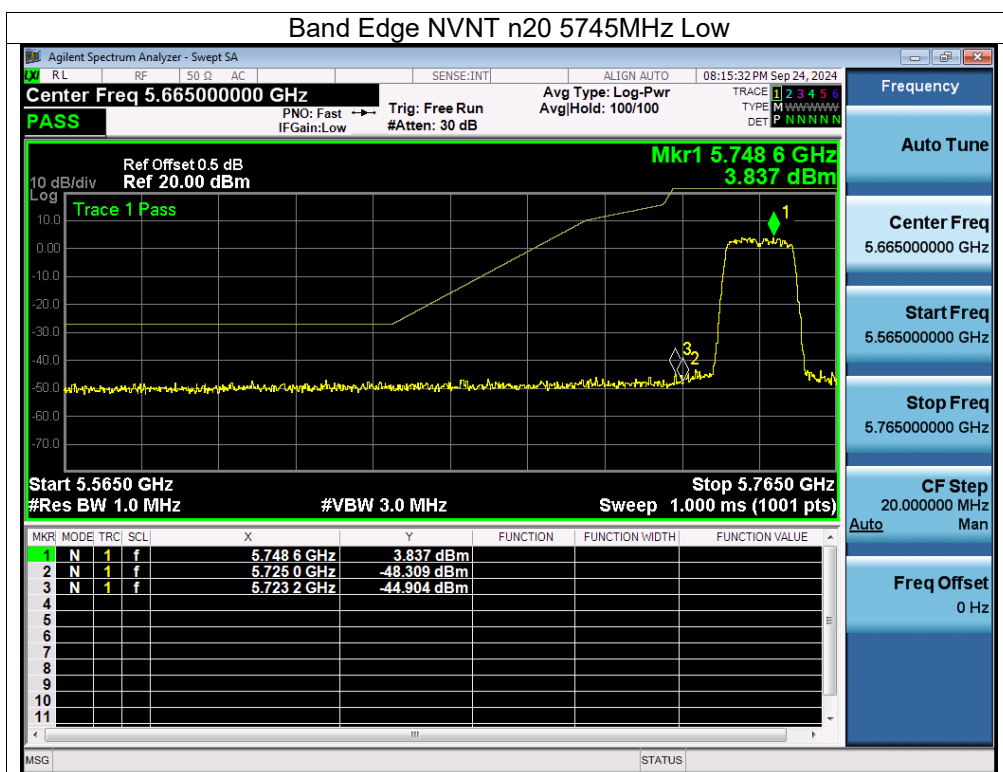 Band Edge NVNT n20 5745MHz Low
Agilent Spectrum Analyzer - Swept SA
LXI RL RF 50 Ω AC SENSE:INT ALIGN AUTO 08:15:32 PM Sep 24, 2024
Center Freq 5.665000000 GHz
PASS
PNO: Fast
IFGain:Low
Trig: Free Run
#Atten: 30 dB
Avg Type: Log-Pwr
Avg|Hold: 100/100
TRACE 1 2 3 4 5 6
TYPE M WWWWW
DET P N N N N N
Frequency
Auto Tune
Center Freq
5.665000000 GHz
Start Freq
5.565000000 GHz
Stop Freq
5.765000000 GHz
CF Step
20.000000 MHz
Auto Man
Freq Offset
0 Hz
Mkr1 5.748 6 GHz
3.837 dBm
Ref Offset 0.5 dB
10 dB/div Ref 20.00 dBm
Log
Trace 1 Pass
10.0
0.00
-10.0
-20.0
-30.0
-40.0
-50.0
-60.0
-70.0
1
3
2
Start 5.5650 GHz Stop 5.7650 GHz
#Res BW 1.0 MHz #VBW 3.0 MHz Sweep 1.000 ms (1001 pts)
MKR MODE TRC SCL X Y FUNCTION FUNCTION WIDTH FUNCTION VALUE
1 N 1 f 5.748 6 GHz 3.837 dBm
2 N 1 f 5.725 0 GHz -48.309 dBm
3 N 1 f 5.723 2 GHz -44.904 dBm
4
5
6
7
8
9
10
11
MSG STATUS